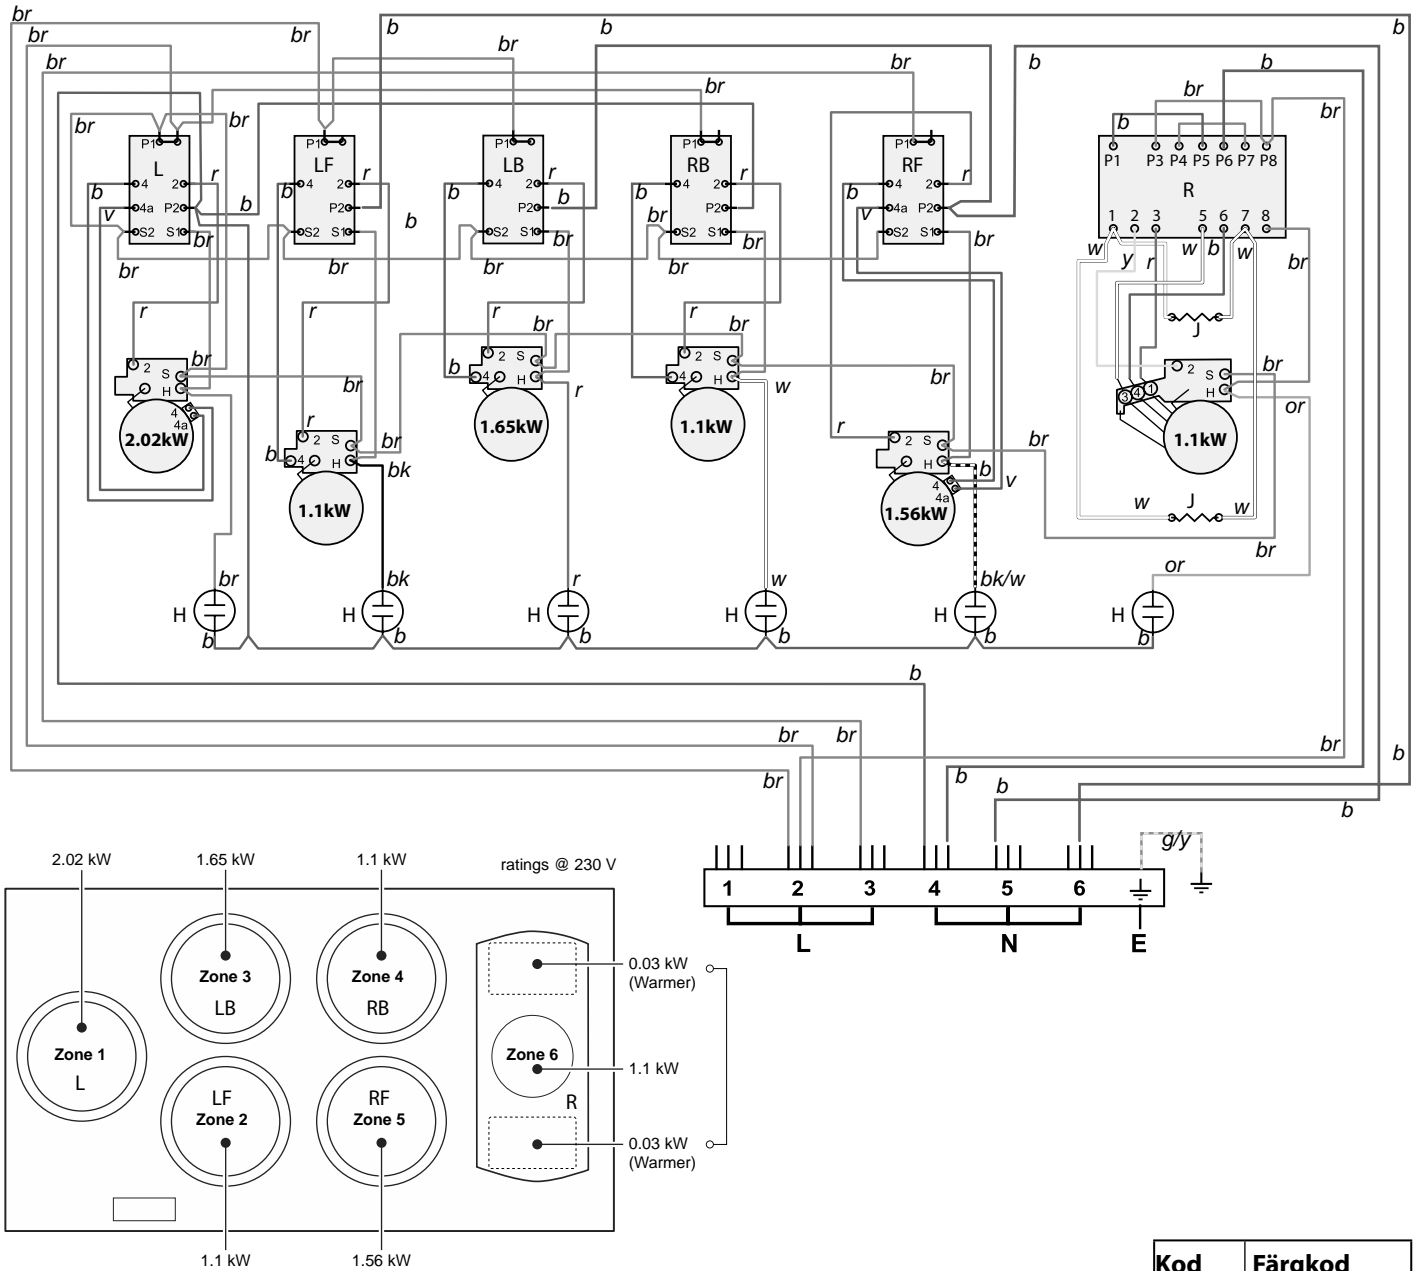 br br b b
br br br b b
br br br b
br br
br br br
b
P1 P1 P1 P1 P1 P1 P3 P4 P5 P6 P7 P8
L LF LB RB RF R
b 4 2 r b 4 2 r b 4 2 r b 4 2 r b 4 2 r
v 4a P2 b P2 b P2 b P2 v 4a P2 1 2 3 5 6 7 8
S2 S1 S2 S1 S2 S1 br S2 S1 S2 S1 br
br br br br br w y r w b w br
r r r br r br
J
2 S br br b 4 S H r 4 S H w br 2 S br
H H or
4 4a 2.02kW 1.65kW 1.1kW 3 4 1 1.1kW
r 2 S br r 2 S br
b 4 H bk H b v
1.1kW 4 4a 1.56kW w J w
br
br bk r w bk/w or
H H H H H H
b b b b b b
b
br br br b
br b b b
g/y
1 2 3 4 5 6
L N E
2.02 kW 1.65 kW 1.1 kW ratings @ 230 V
0.03 kW
(Warmer)
Zone 3 Zone 4
LB RB
Zone 1 Zone 6
L
1.1 kW
LF RF R
Zone 2 Zone 5
0.03 kW
(Warmer)
1.1 kW 1.56 kW
Kod Färgkod